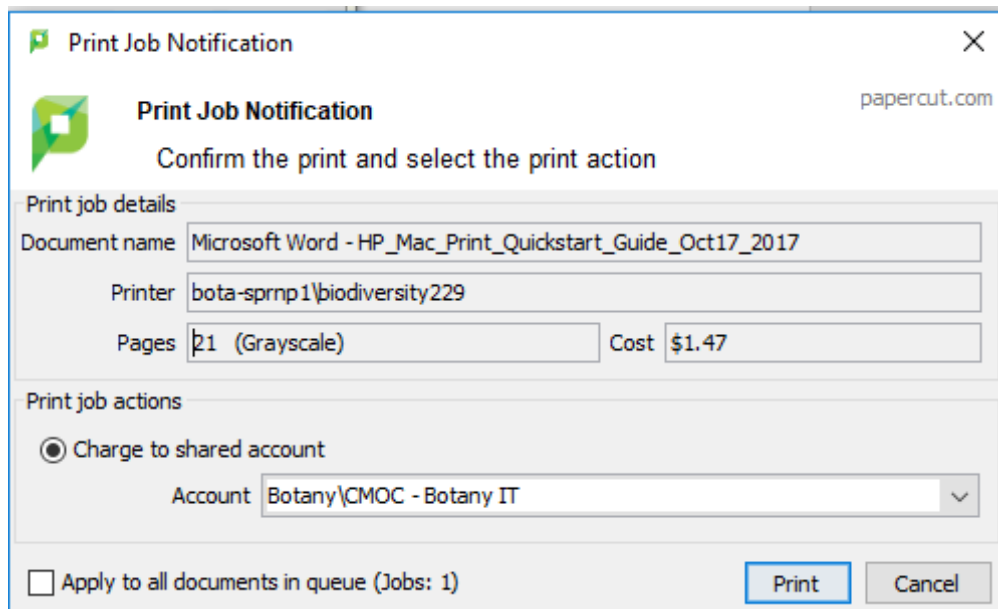 Print Job Notification
papercut.com
Print Job Notification
Confirm the print and select the print action
Print job details
Document name Microsoft Word - HP_Mac_Print_Quickstart_Guide_Oct17_2017
Printer bota-sprnp1\biodiversity229
Pages 21 (Grayscale) Cost $1.47
Print job actions
Charge to shared account
Account Botany\CMOC - Botany IT
Apply to all documents in queue (Jobs: 1) Print Cancel